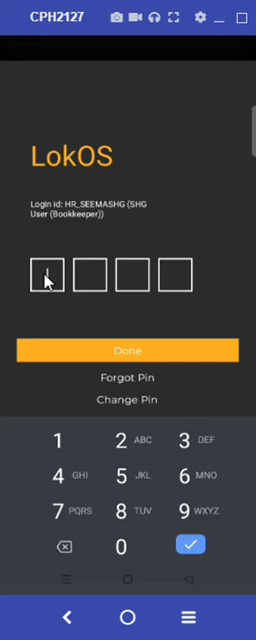 CPH2127
LokOS
Login id: HR_SEEMASHG (SHG
User (Bookkeeper))
Done
Forgot Pin
Change Pin
1 2 ABC 3 DEF
4 GHI 5 JKL 6 MNO
7 PQRS 8 TUV 9 WXYZ
0